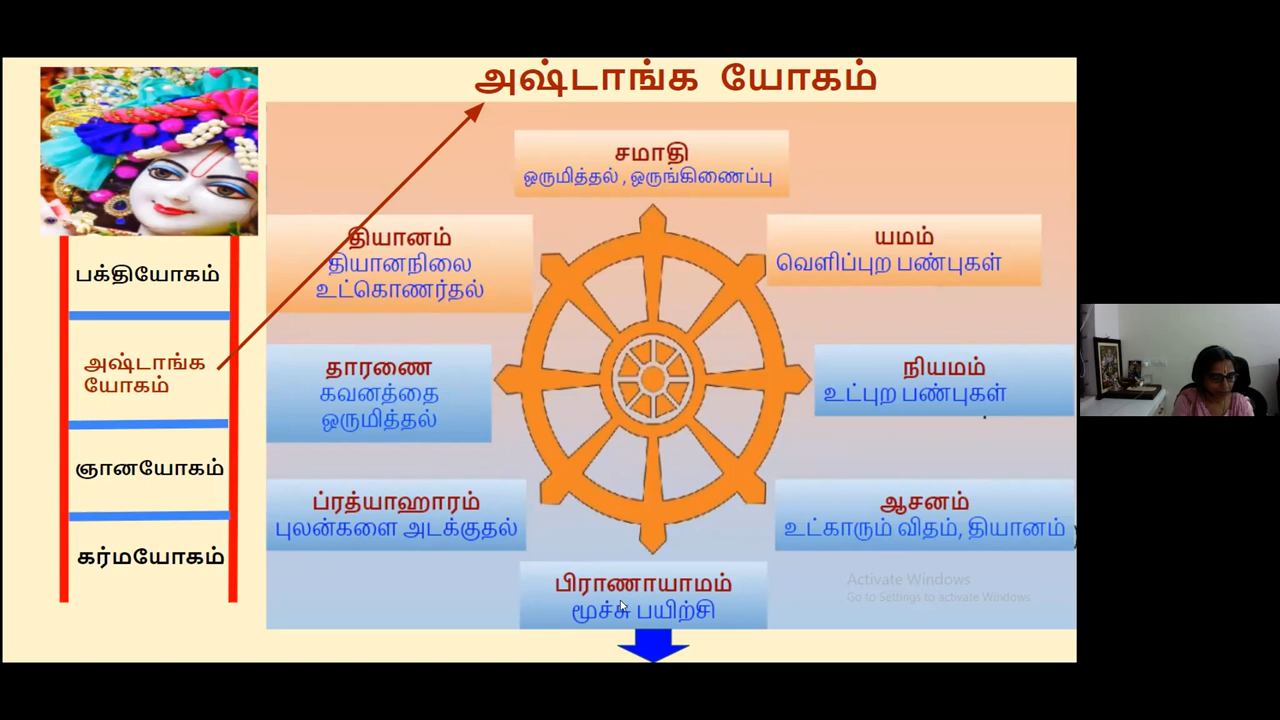 அஷ்டாங்க யோகம்
சமாதி
ஒருமித்தல் , ஒருங்கிணைப்பு
தியானம்
தியானநிலை
உட்கொணர்தல்
யமம்
வெளிப்புற பண்புகள்
தாரணை
கவனத்தை
ஒருமித்தல்
நியமம்
உட்புற பண்புகள்
ப்ரத்யாஹாரம்
புலன்களை அடக்குதல்
ஆசனம்
உட்காரும் விதம், தியானம்
பிராணாயாமம்
மூச்சு பயிற்சி
பக்தியோகம்
அஷ்டாங்க
யோகம்
ஞானயோகம்
கர்மயோகம்
Activate Windows
Go to Settings to activate Windows.